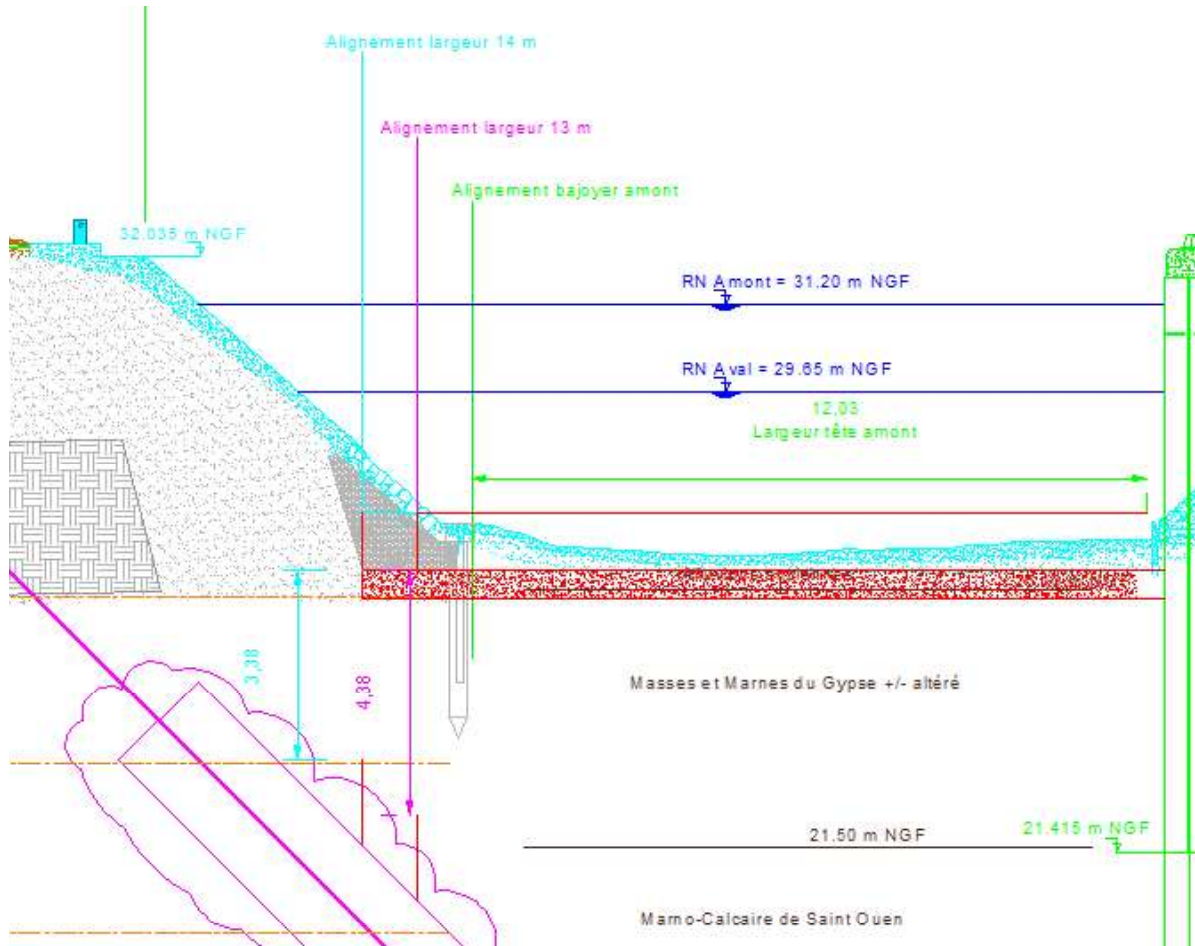 Alignement largeur 14 m
Alignement largeur 13 m
Alignement bajoyer amont
32.035 m NGF
RN Amont = 31.20 m NGF
RN Aval = 29.65 m NGF
12,03
Largeur tête amont
3,38
4,38
Masses et Marnes du Gypse +/- altéré
21.50 m NGF
21.415 m NGF
Marno-Calcaire de Saint Ouen